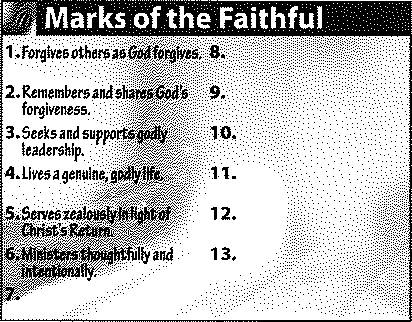 Marks of the Faithful
1. Forgives others as God forgives.
2. Remembers and shares God's
forgiveness.
3. Seeks and supports godly
leadership.
4. Lives a genuine, godly life.
5. Serves zealously in light of
Christ's Return.
6. Ministers thoughtfully and
intentionally.
7.
8.
9.
10.
11.
12.
13.